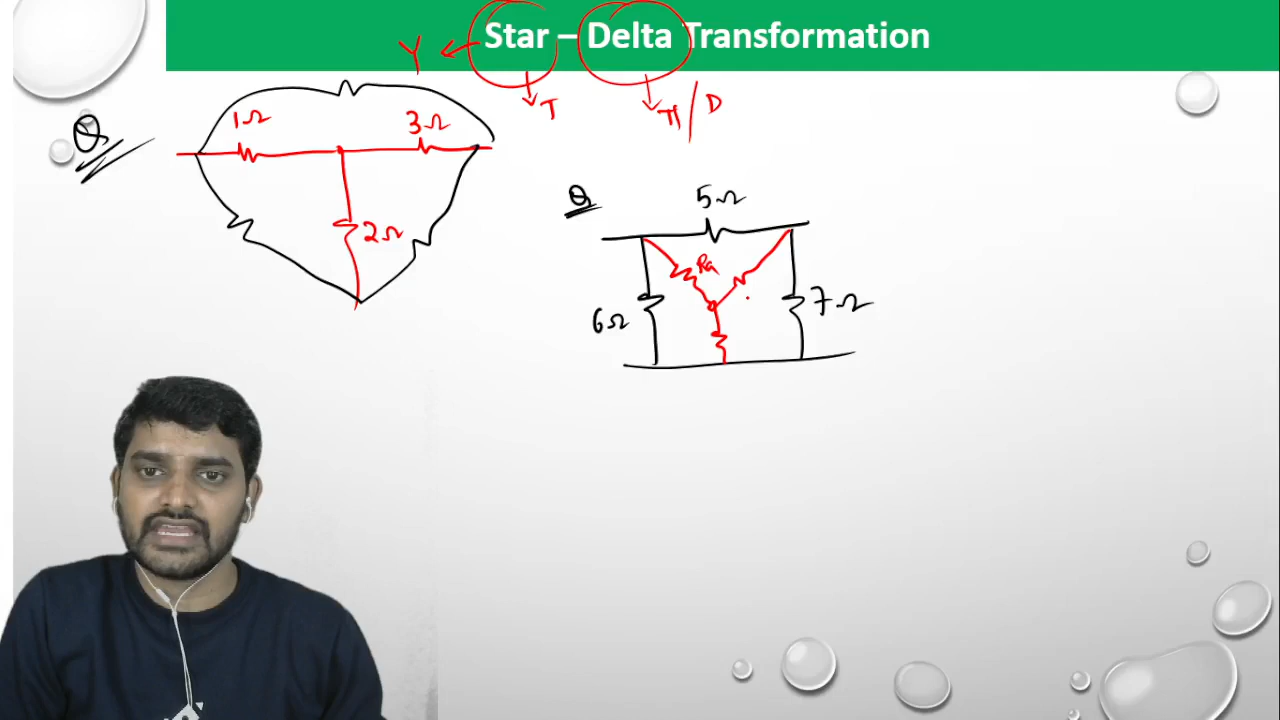 Star – Delta Transformation
Y
T
π / D
Q
1Ω
3Ω
2Ω
Q
5Ω
Ra
6Ω
7Ω